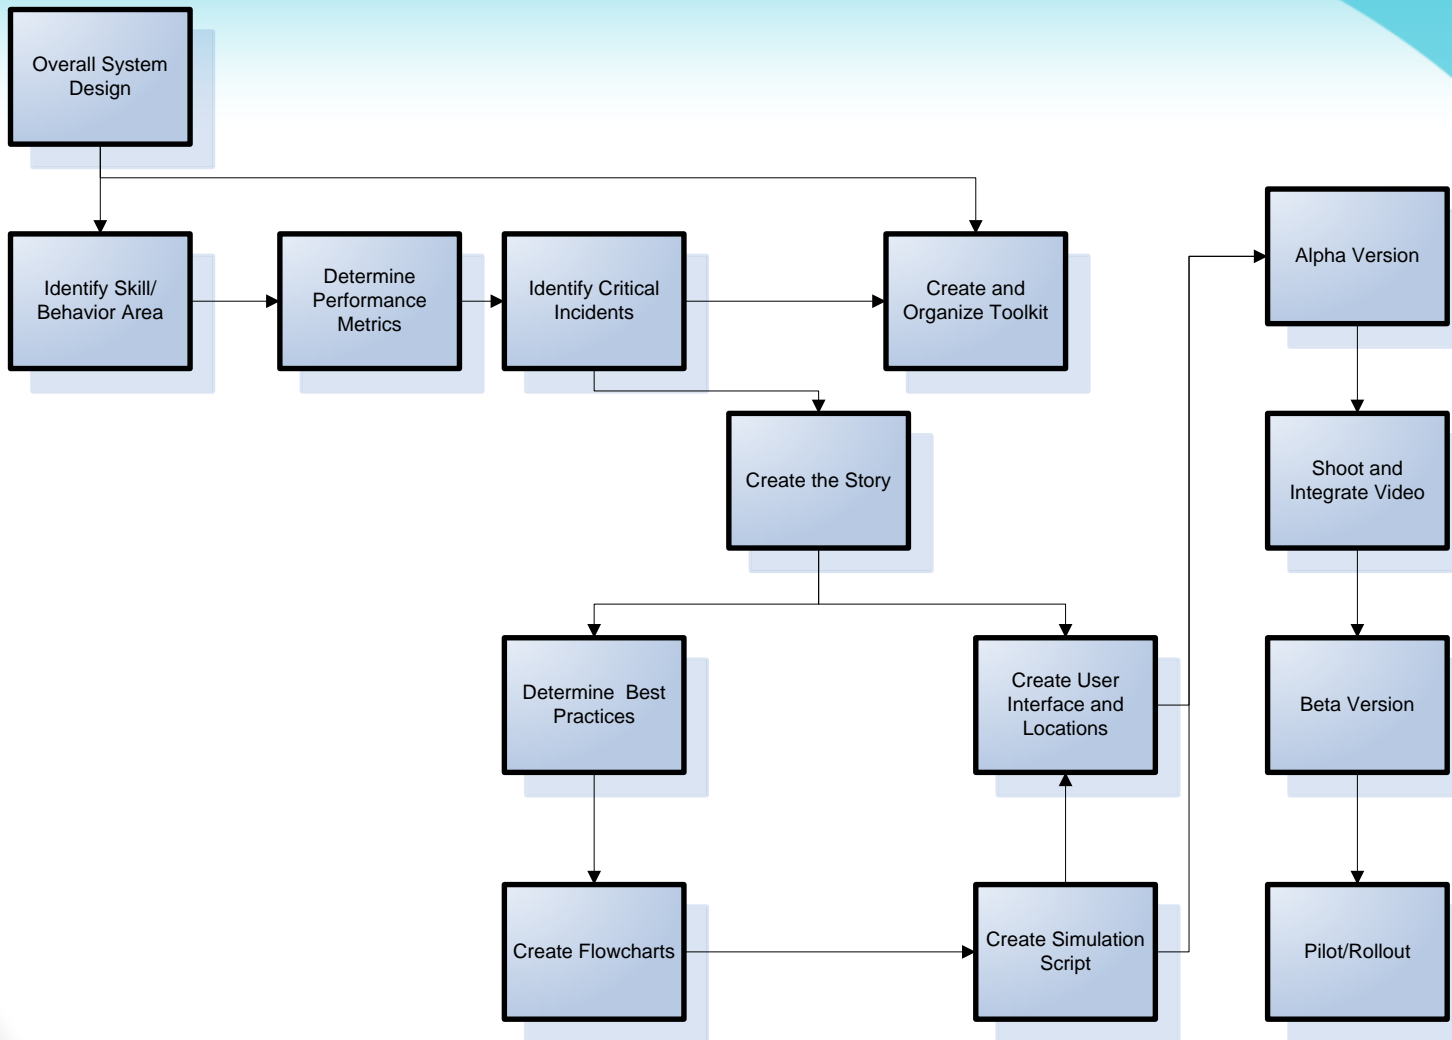 Overall System
Design
Identify Skill/
Behavior Area
Determine
Performance
Metrics
Identify Critical
Incidents
Create and
Organize Toolkit
Alpha Version
Create the Story
Shoot and
Integrate Video
Determine  Best
Practices
Create User
Interface and
Locations
Beta Version
Create Flowcharts
Create Simulation
Script
Pilot/Rollout